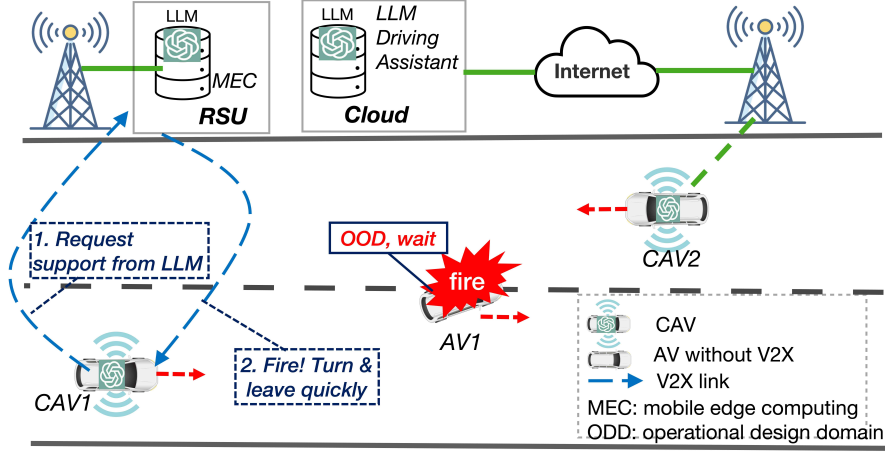 LLM
MEC
RSU
LLM
LLM
Driving
Assistant
Cloud
Internet
1. Request
support from LLM
OOD, wait
fire
CAV2
AV1
2. Fire! Turn &
leave quickly
CAV1
CAV
AV without V2X
V2X link
MEC: mobile edge computing
ODD: operational design domain